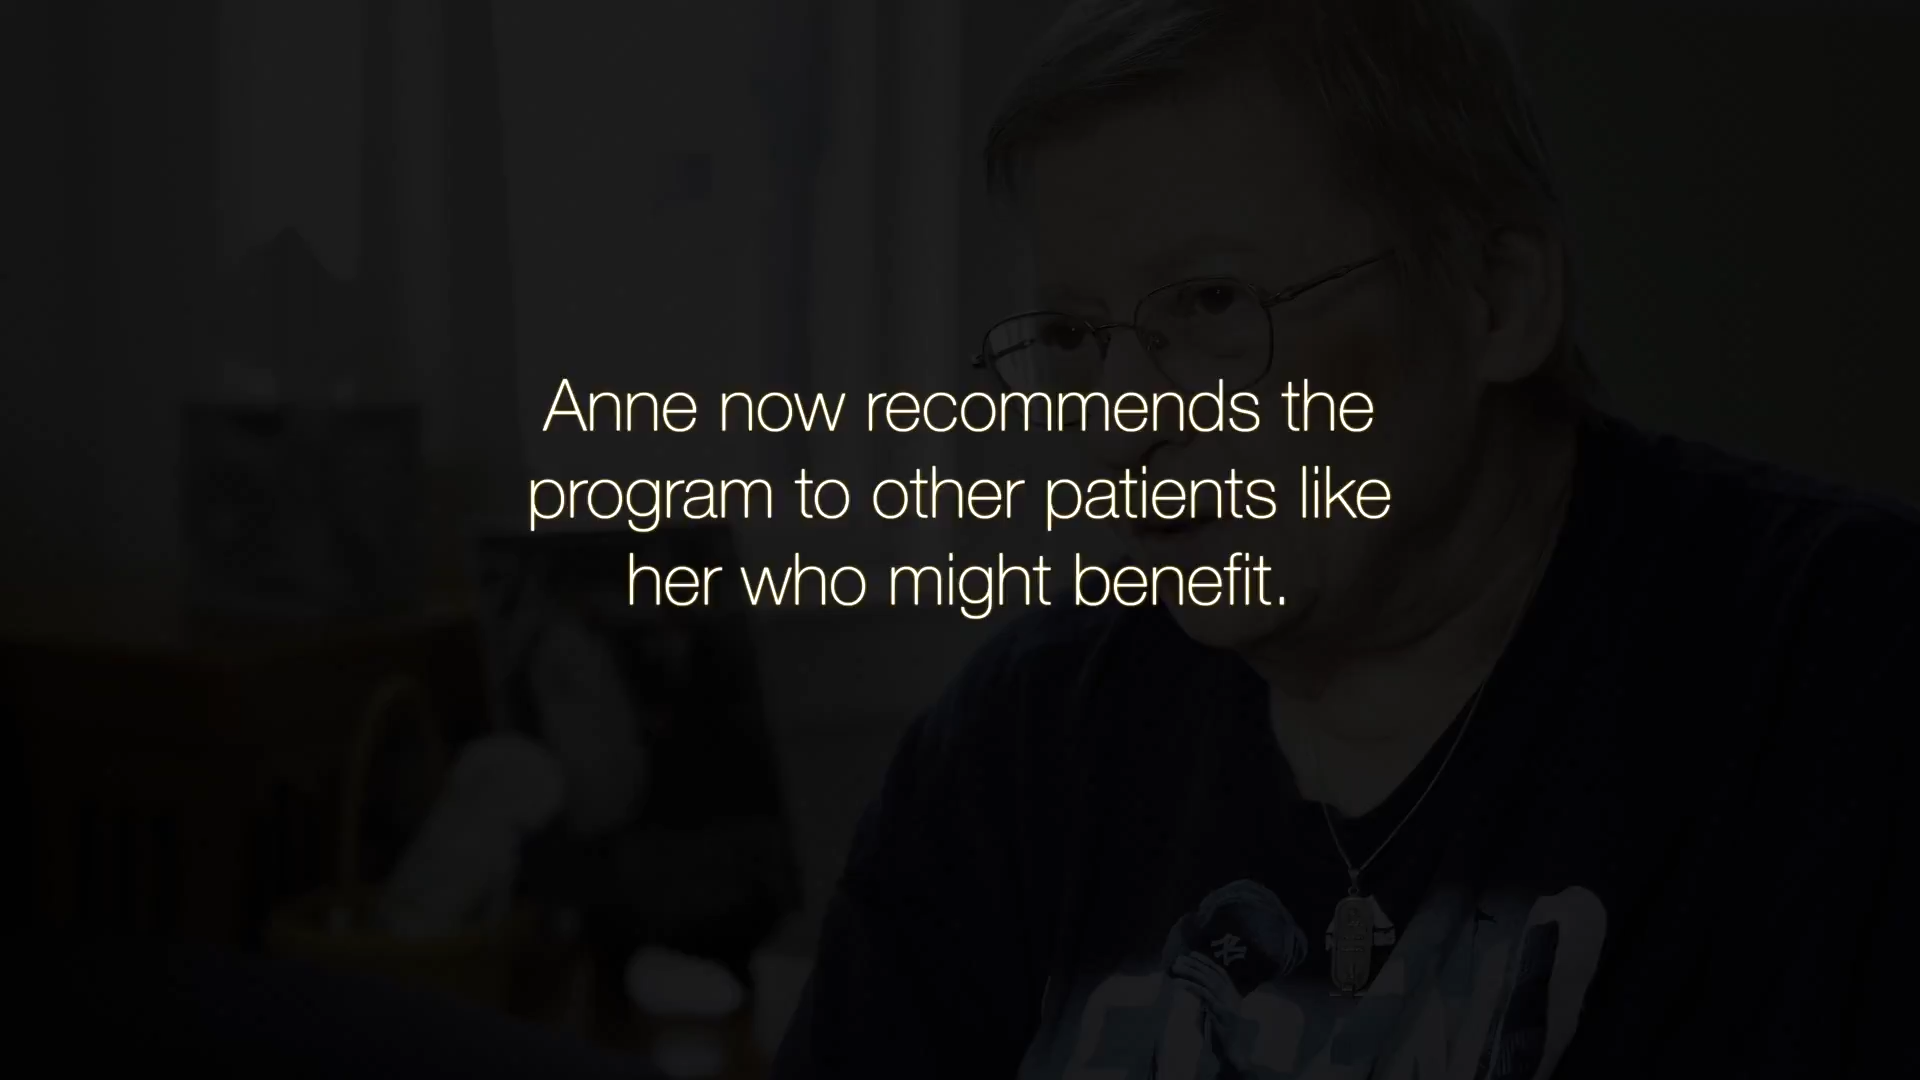 Anne now recommends the
program to other patients like
her who might benefit.